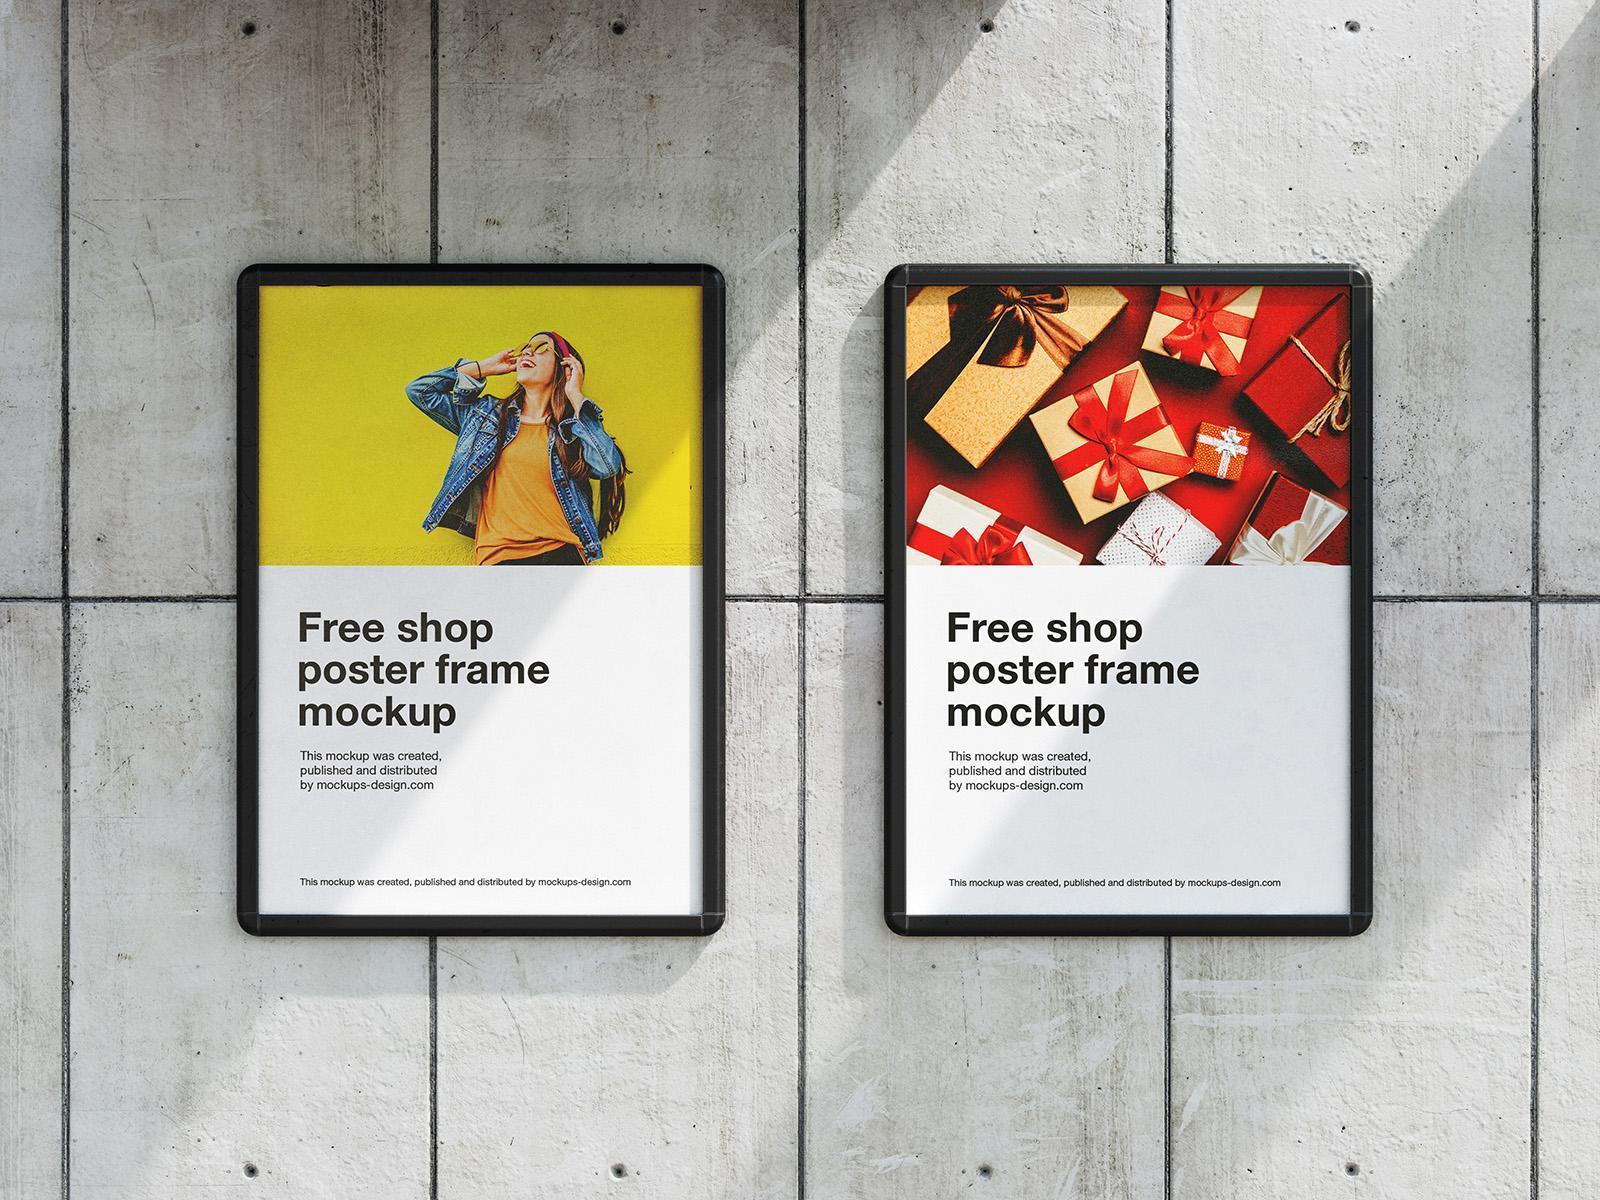 Free shop
poster frame
mockup
This mockup was created,
published and distributed
by mockups-design.com
This mockup was created, published and distributed by mockups-design.com
Free shop
poster frame
mockup
This mockup was created,
published and distributed
by mockups-design.com
This mockup was created, published and distributed by mockups-design.com